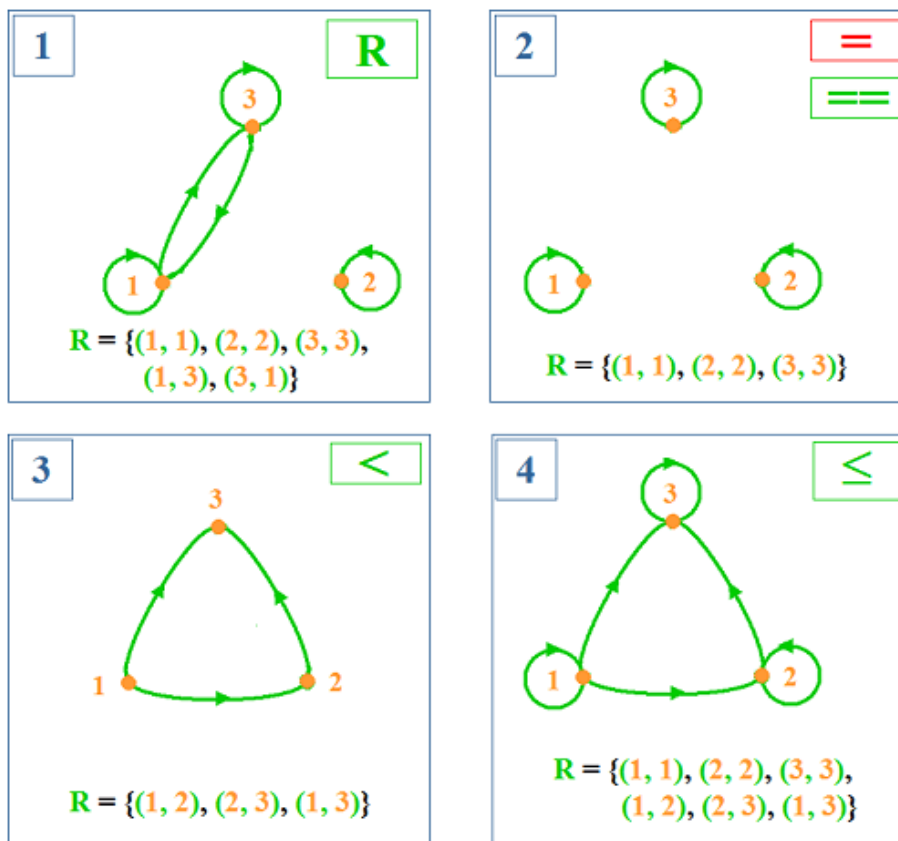 1
R
3
1
2
R = {(1, 1), (2, 2), (3, 3),
(1, 3), (3, 1)}
2
=
==
3
1
2
R = {(1, 1), (2, 2), (3, 3)}
3
<
3
1
2
R = {(1, 2), (2, 3), (1, 3)}
4
≤
3
1
2
R = {(1, 1), (2, 2), (3, 3),
(1, 2), (2, 3), (1, 3)}